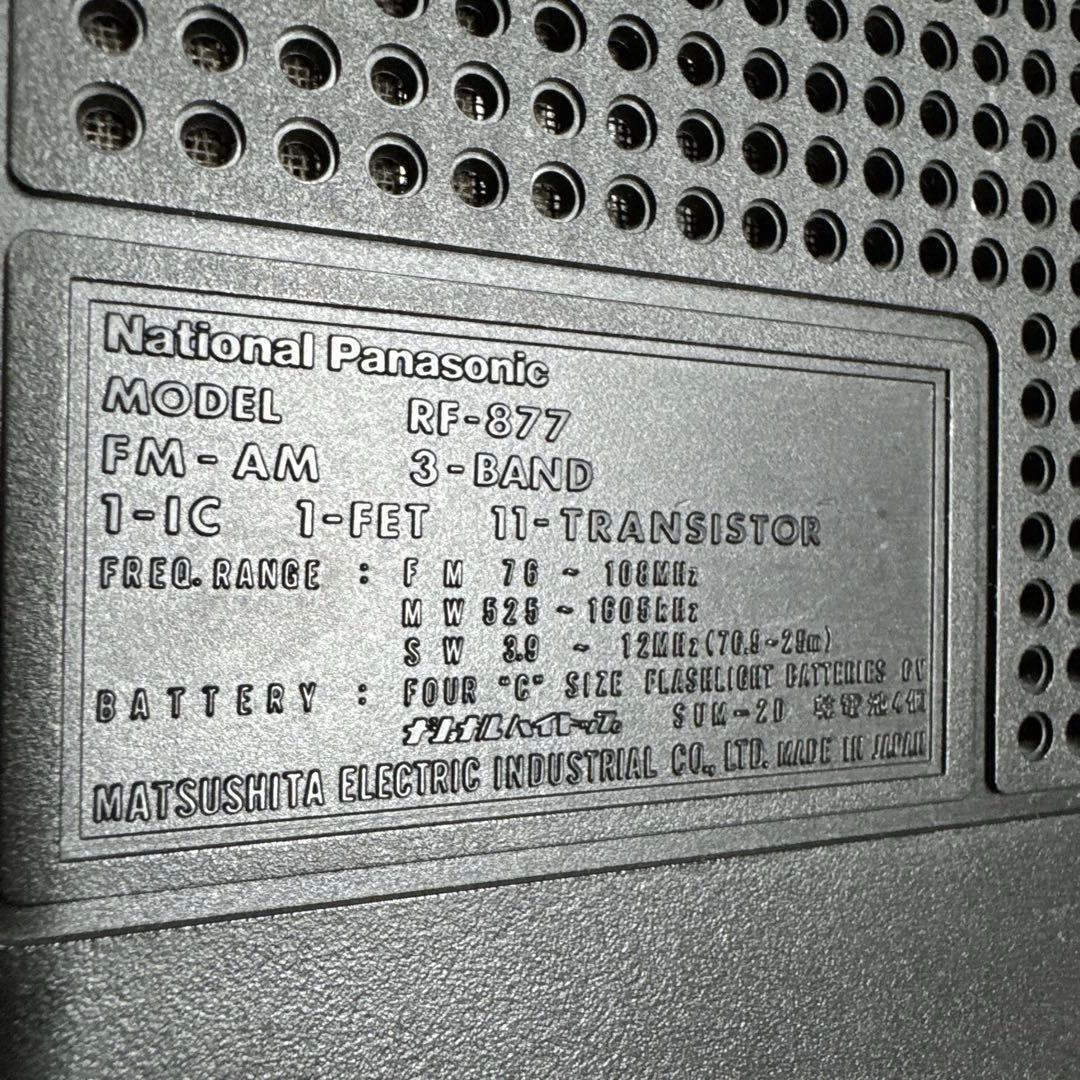 National Panasonic
MODEL RF-877
FM-AM 3-BAND
1-IC 1-FET 11-TRANSISTOR
FREQ. RANGE : FM 76 ~ 108MHz
MW 525 ~ 1605kHz
SW 3.9 ~ 12MHz (76.9~25m)
BATTERY : FOUR "C" SIZE FLASHLIGHT BATTERIES 6V
ナショナルハイトップ SUM-2D 乾電池4個
MATSUSHITA ELECTRIC INDUSTRIAL CO., LTD. MADE IN JAPAN